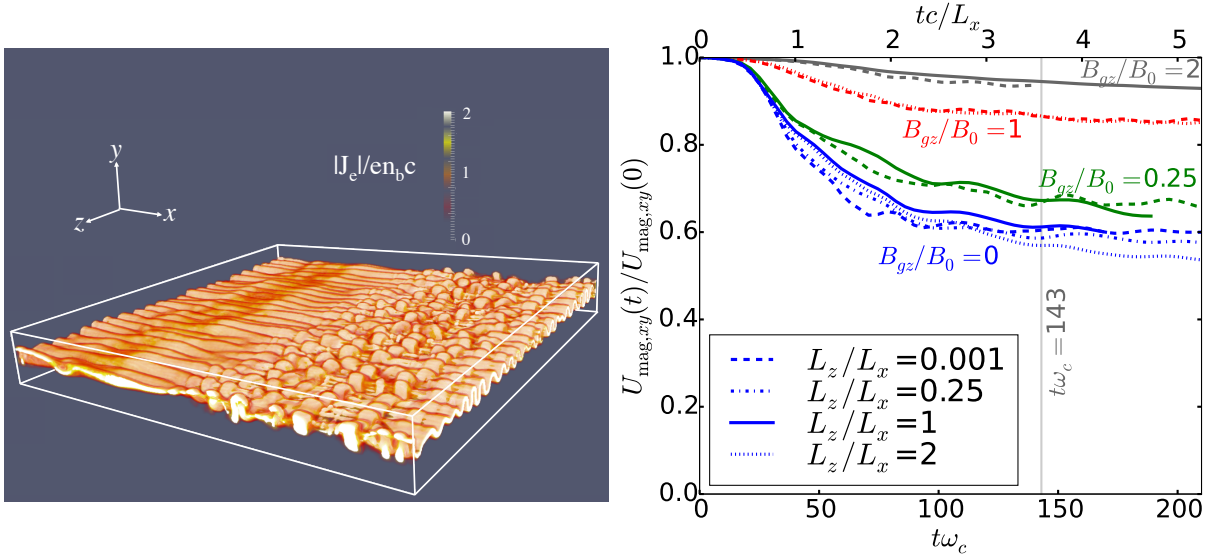 y
x
z
|J_e|/en_bc
2
1
0
tc/L_x
0 1 2 3 4 5
U_mag,xy(t)/U_mag,xy(0)
1.0
0.8
0.6
0.4
0.2
0.0
B_gz/B_0 = 2
B_gz/B_0 = 1
B_gz/B_0 = 0.25
B_gz/B_0 = 0
tω_c = 143
L_z/L_x = 0.001
L_z/L_x = 0.25
L_z/L_x = 1
L_z/L_x = 2
0 50 100 150 200
tω_c